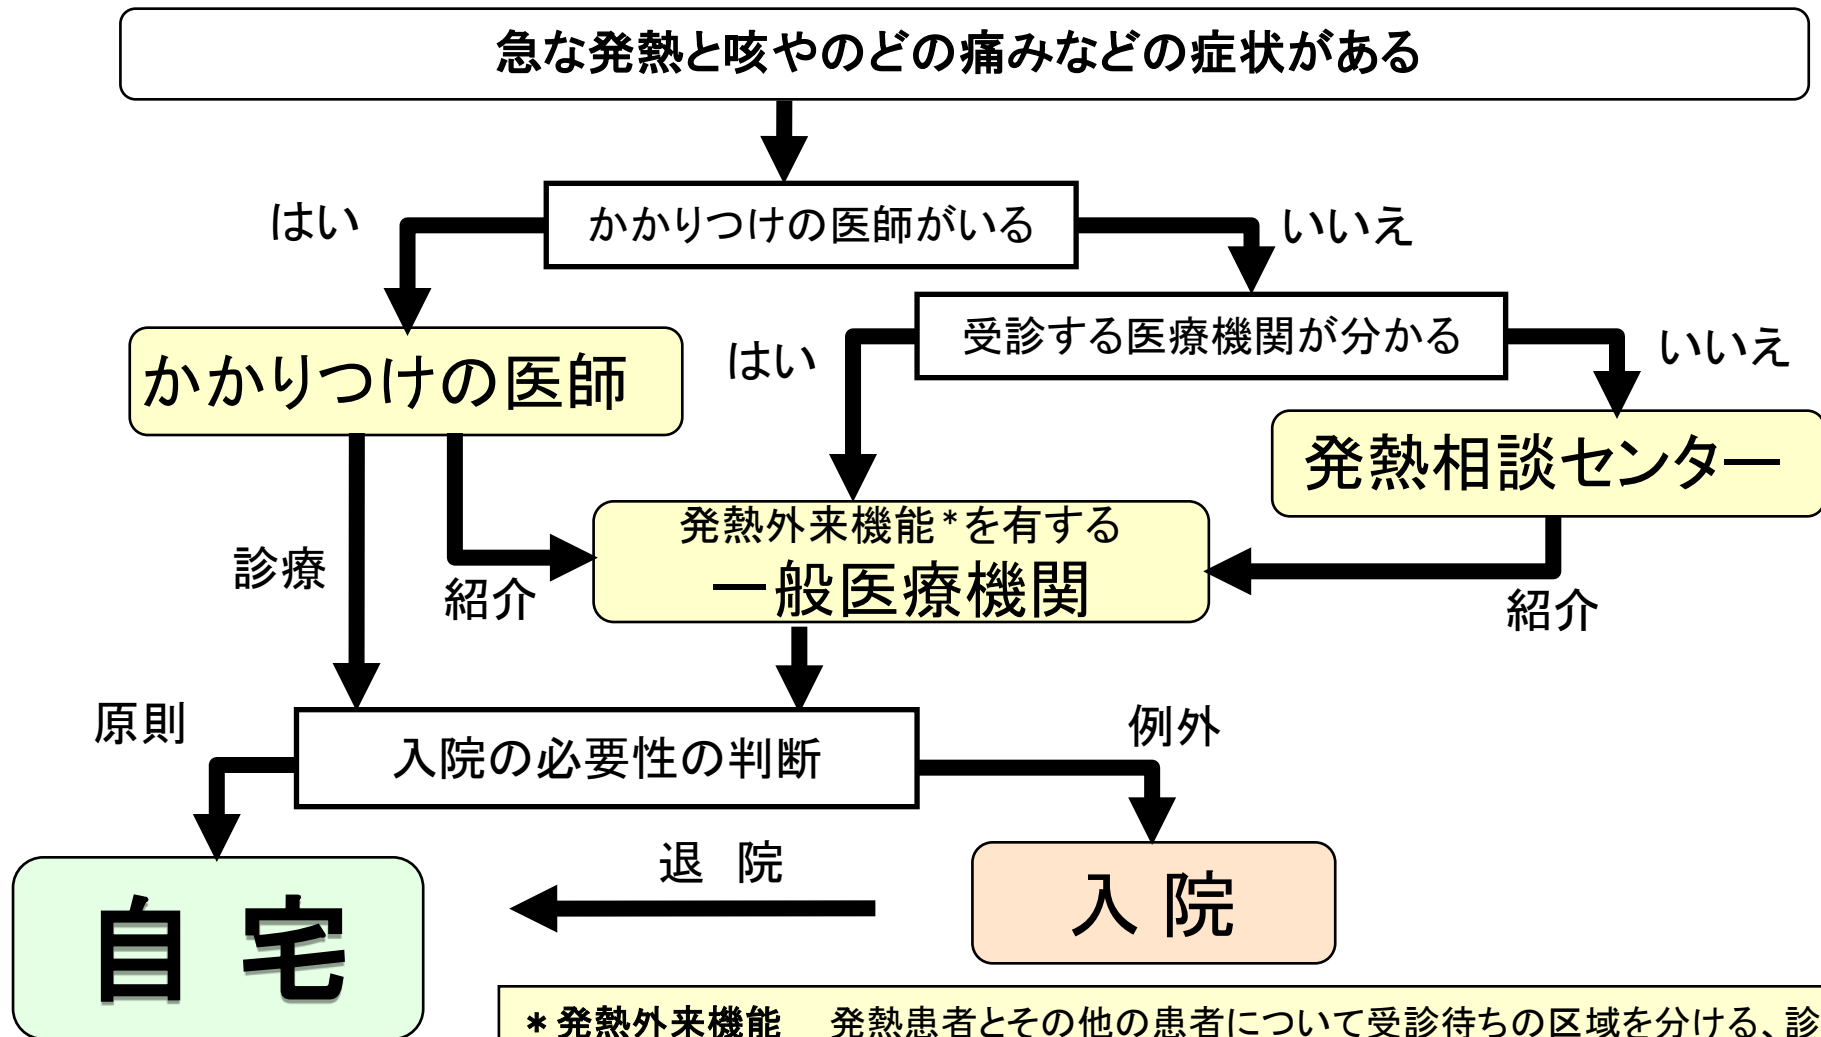 急な発熱と咳やのどの痛みなどの症状がある
はい
かかりつけの医師がいる
いいえ
受診する医療機関が分かる
はい
いいえ
かかりつけの医師
発熱相談センター
発熱外来機能*を有する
一般医療機関
診療
紹介
紹介
原則
入院の必要性の判断
例外
退 院
自 宅
入 院
*発熱外来機能 発熱患者とその他の患者について受診待ちの区域を分ける、診